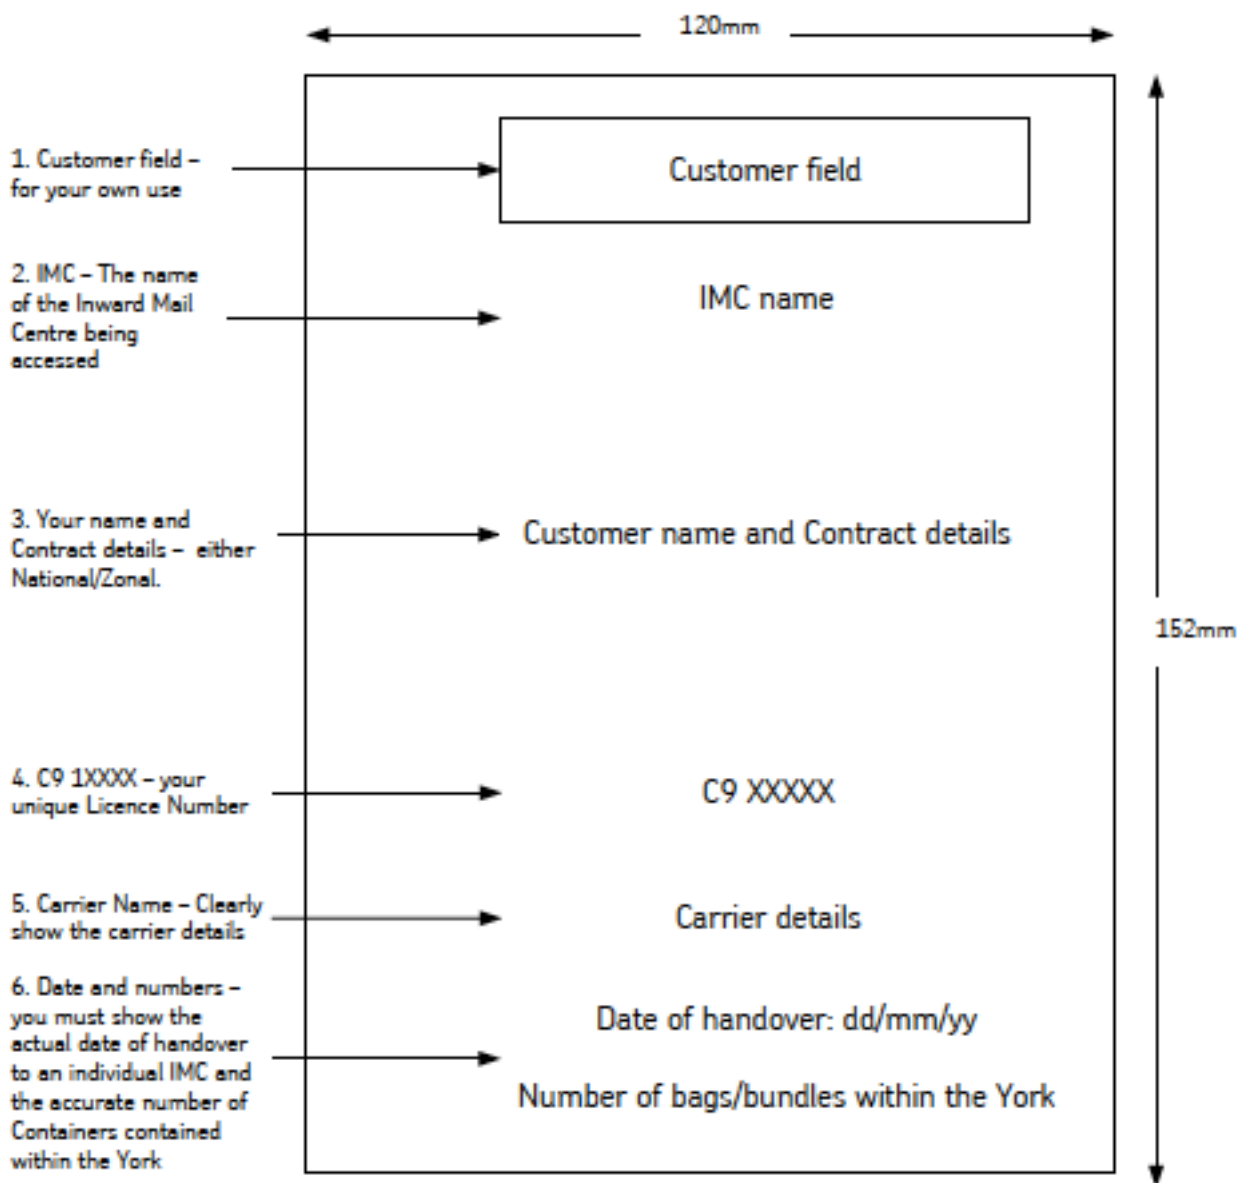 120mm
1. Customer field –
for your own use
Customer field
2. IMC – The name
of the Inward Mail
Centre being
accessed
IMC name
3. Your name and
Contract details – either
National/Zonal.
Customer name and Contract details
152mm
4. C9 1XXXX – your
unique Licence Number
C9 XXXXX
5. Carrier Name – Clearly
show the carrier details
Carrier details
6. Date and numbers –
you must show the
actual date of handover
to an individual IMC and
the accurate number of
Containers contained
within the York
Date of handover: dd/mm/yy
Number of bags/bundles within the York